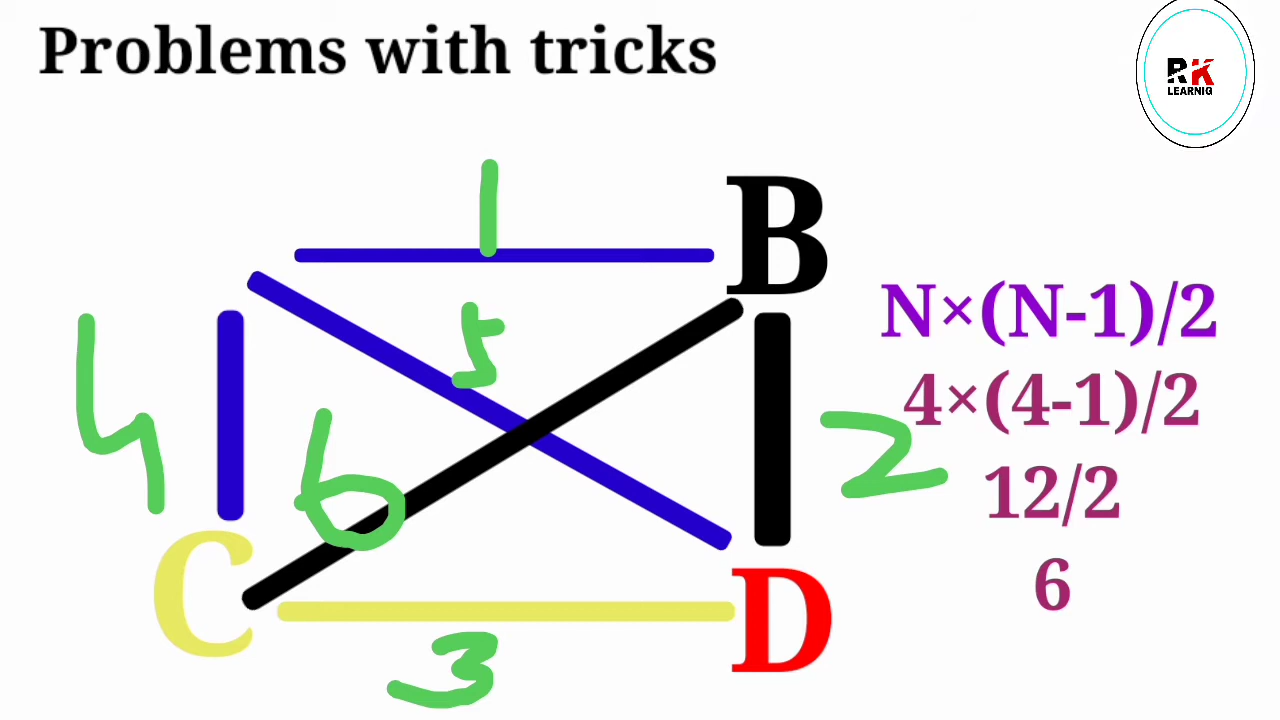 Problems with tricks
RK
LEARNIG
1
B
N×(N-1)/2
5
4
4×(4-1)/2
2
6
12/2
C
D
6
3